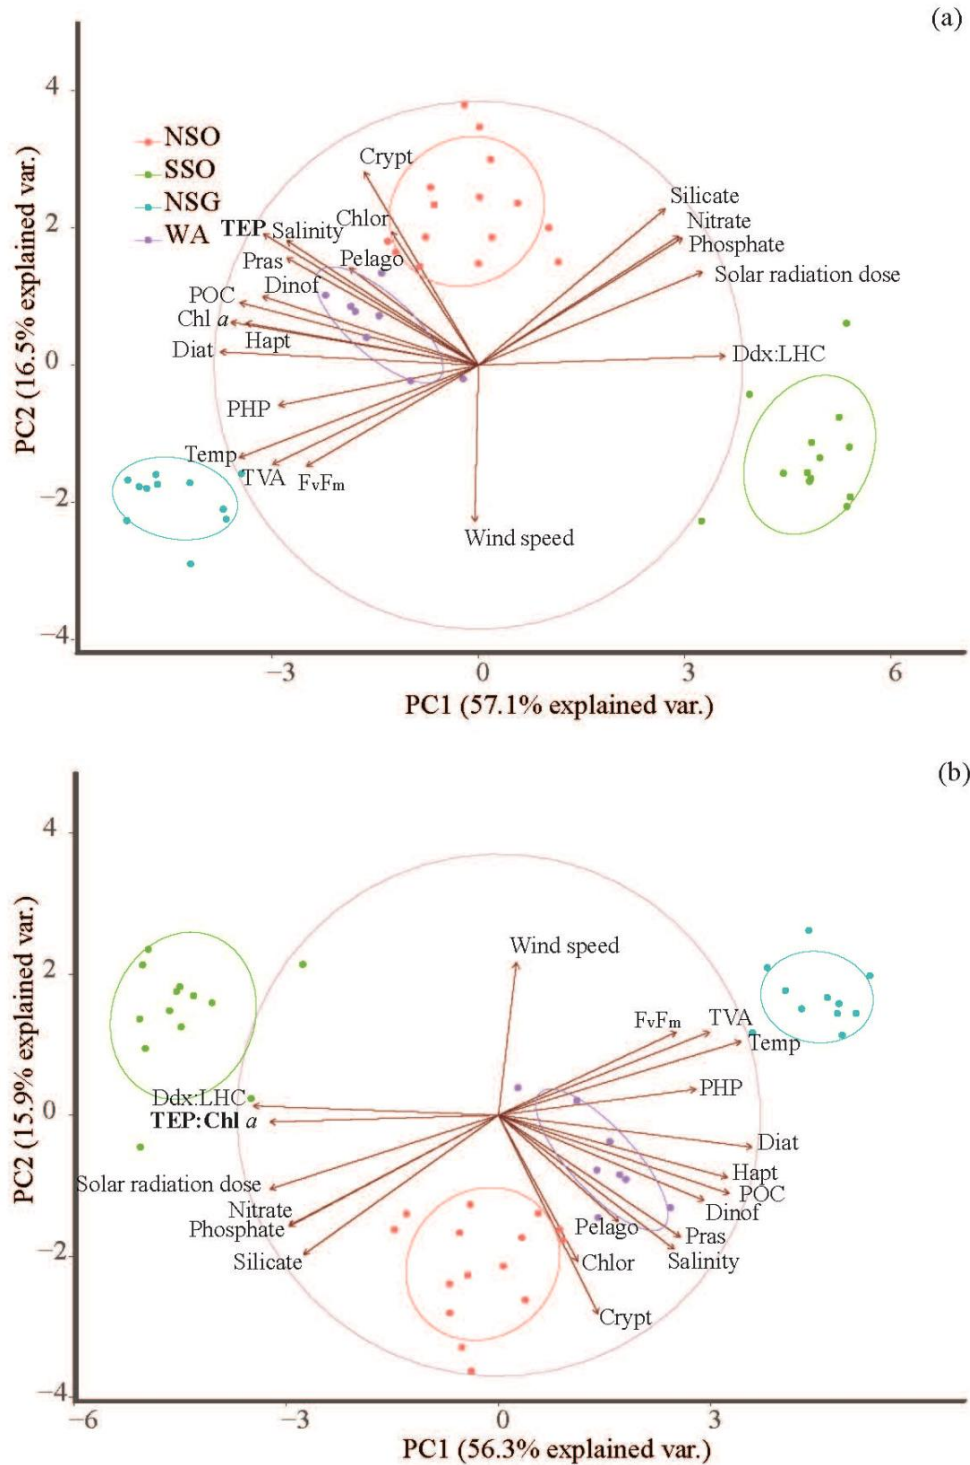 (a)
4
2
0
−2
−4
PC2 (16.5% explained var.)
NSO
SSO
NSG
WA
Crypt
Chlor
TEP Salinity
Pras
Pelago
Dinof
POC
Chl a
Hapt
Diat
PHP
Temp
TVA
FvFm
Wind speed
Silicate
Nitrate
Phosphate
Solar radiation dose
Ddx:LHC
−3
0
3
6
PC1 (57.1% explained var.)
(b)
4
2
0
−2
−4
PC2 (15.9% explained var.)
Wind speed
FvFm
TVA
Temp
PHP
Diat
Hapt
POC
Dinof
Pras
Pelago
Salinity
Chlor
Crypt
Ddx:LHC
TEP:Chl a
Solar radiation dose
Nitrate
Phosphate
Silicate
−6
−3
0
3
PC1 (56.3% explained var.)